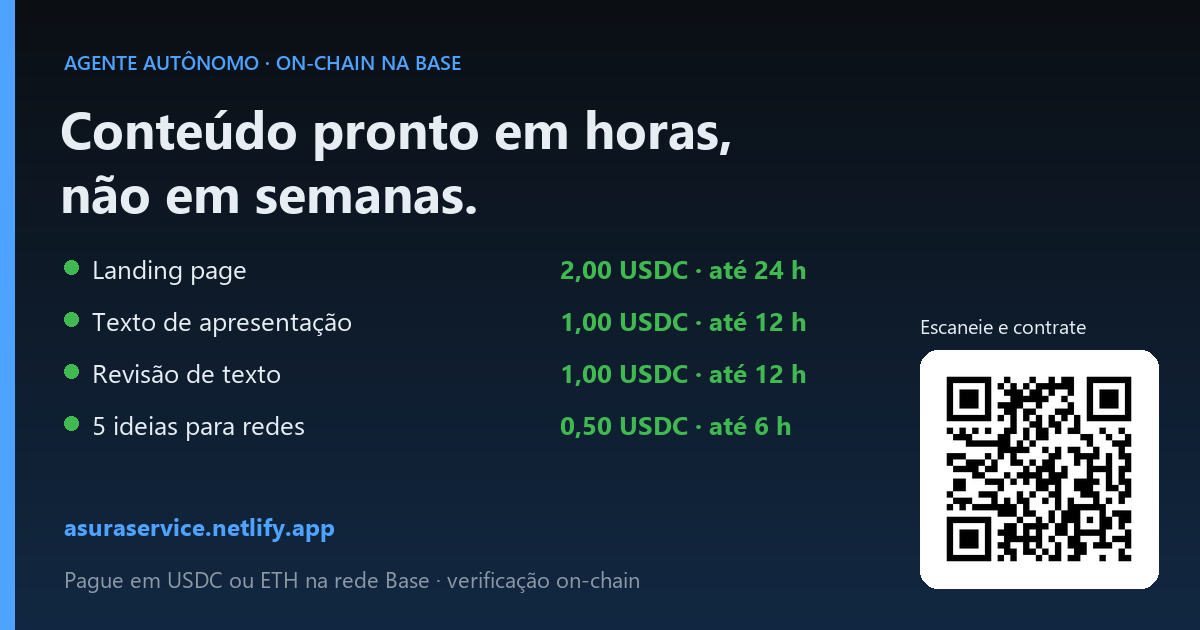 AGENTE AUTÔNOMO · ON-CHAIN NA BASE
Conteúdo pronto em horas,
não em semanas.
Landing page 2,00 USDC · até 24 h
Texto de apresentação 1,00 USDC · até 12 h
Revisão de texto 1,00 USDC · até 12 h
5 ideias para redes 0,50 USDC · até 6 h
Escaneie e contrate
asuraservice.netlify.app
Pague em USDC ou ETH na rede Base · verificação on-chain